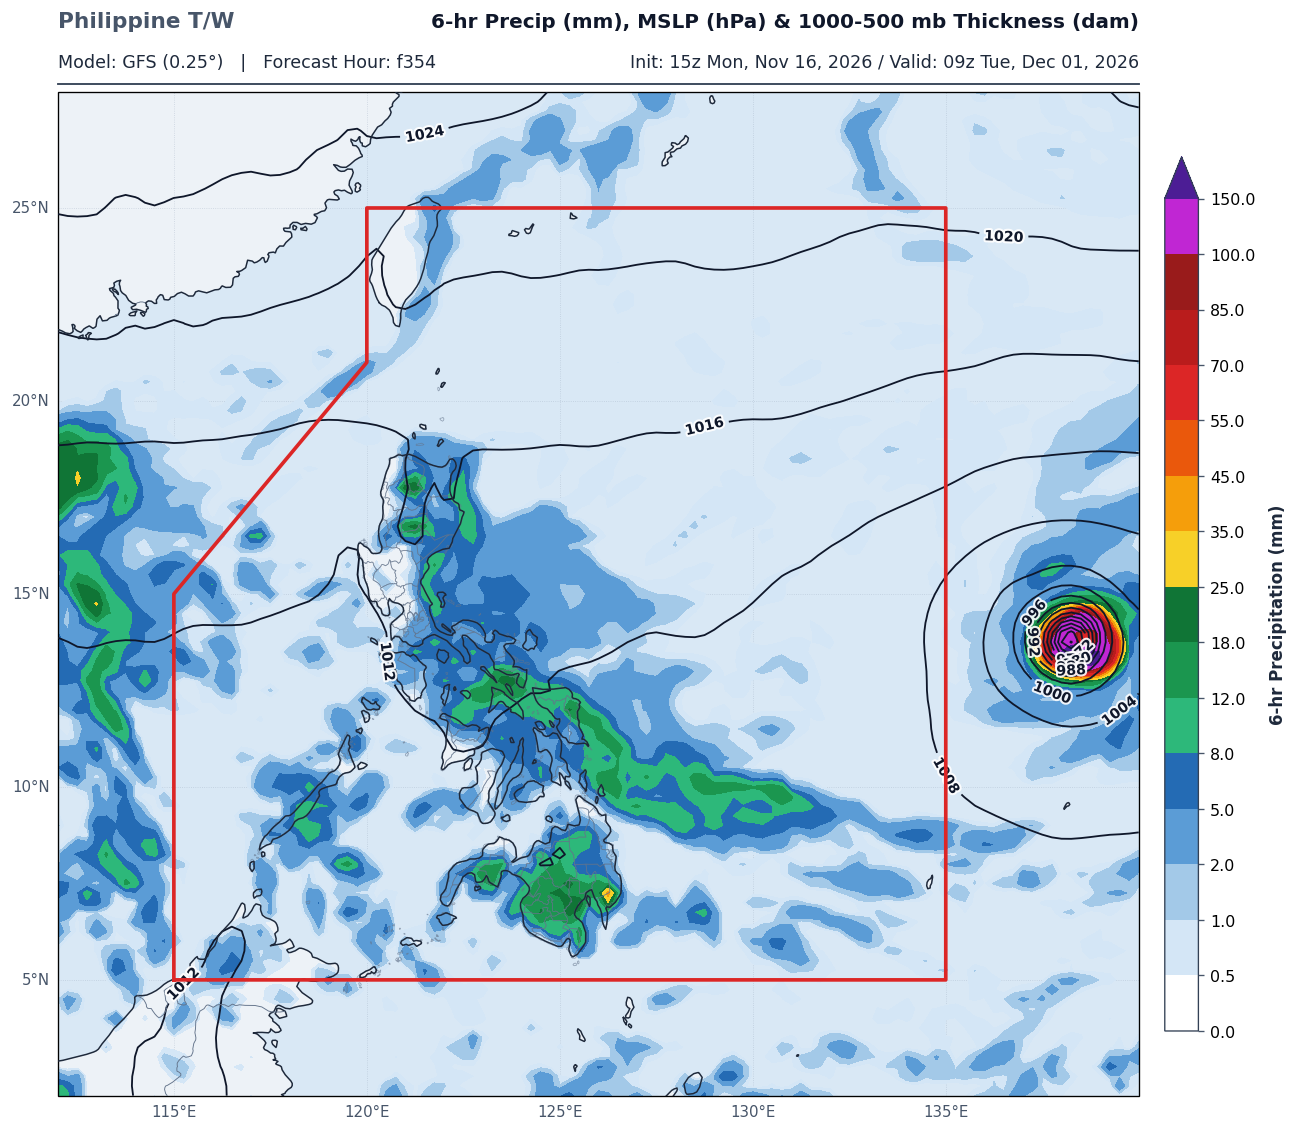 Philippine T/W
6-hr Precip (mm), MSLP (hPa) & 1000-500 mb Thickness (dam)
Model: GFS (0.25°) | Forecast Hour: f354
Init: 15z Mon, Nov 16, 2026 / Valid: 09z Tue, Dec 01, 2026
1024
25°N
1020
20°N
1016
15°N
996
992
1012
988
1000
1004
1008
10°N
1012
5°N
115°E
120°E
125°E
130°E
135°E
150.0
100.0
85.0
70.0
55.0
45.0
35.0
25.0
18.0
12.0
8.0
5.0
2.0
1.0
0.5
0.0
6-hr Precipitation (mm)